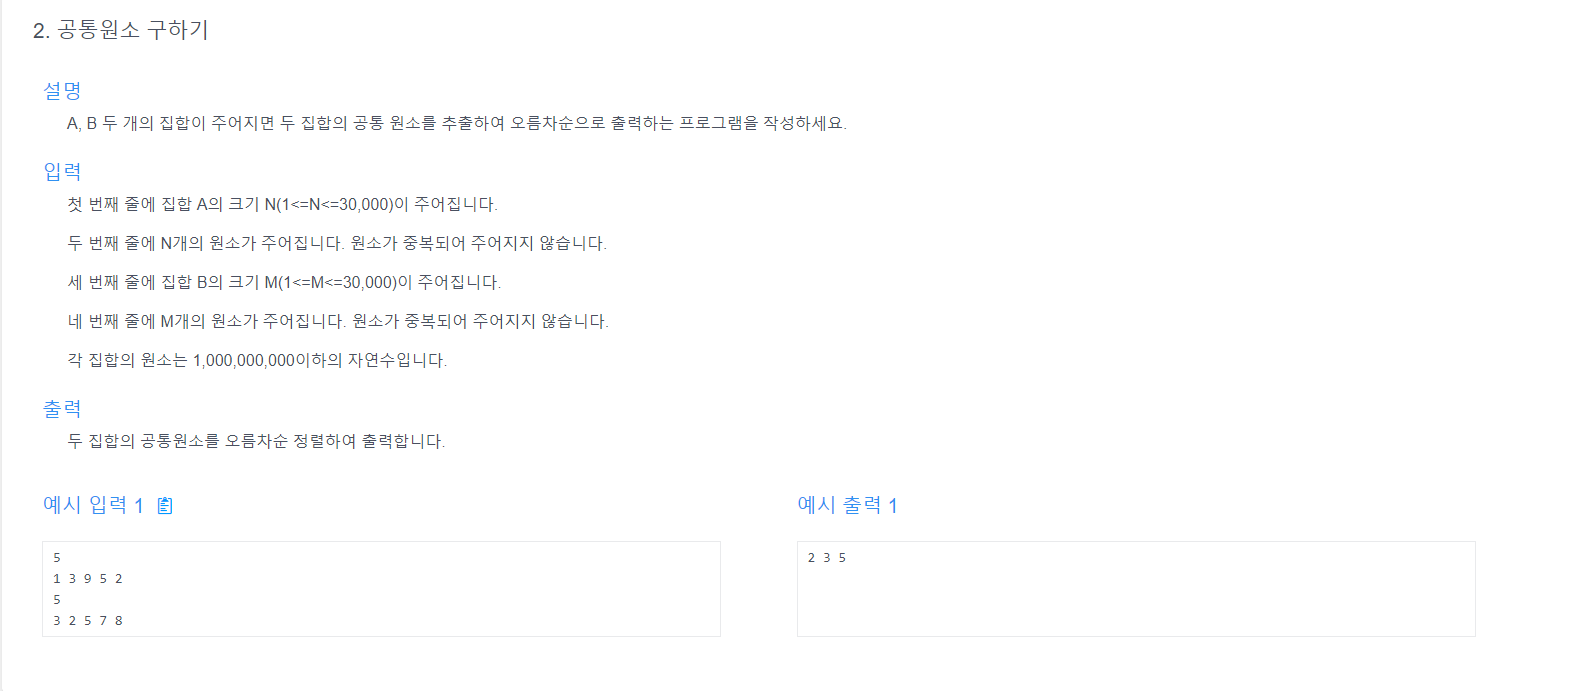 2. 공통원소 구하기
설명
A, B 두 개의 집합이 주어지면 두 집합의 공통 원소를 추출하여 오름차순으로 출력하는 프로그램을 작성하세요.
입력
첫 번째 줄에 집합 A의 크기 N(1<=N<=30,000)이 주어집니다.
두 번째 줄에 N개의 원소가 주어집니다. 원소가 중복되어 주어지지 않습니다.
세 번째 줄에 집합 B의 크기 M(1<=M<=30,000)이 주어집니다.
네 번째 줄에 M개의 원소가 주어집니다. 원소가 중복되어 주어지지 않습니다.
각 집합의 원소는 1,000,000,000이하의 자연수입니다.
출력
두 집합의 공통원소를 오름차순 정렬하여 출력합니다.
예시 입력 1
5
1 3 9 5 2
5
3 2 5 7 8
예시 출력 1
2 3 5